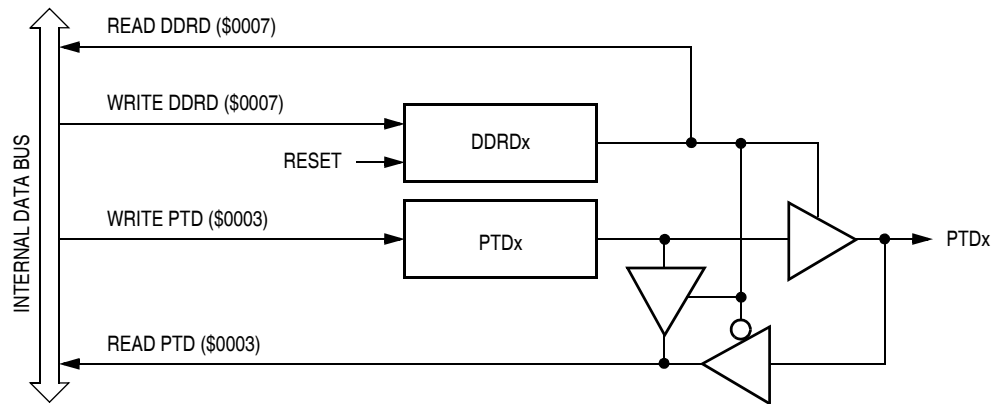 READ DDRD ($0007)
WRITE DDRD ($0007)
DDRDx
RESET
WRITE PTD ($0003)
PTDx
PTDx
READ PTD ($0003)
INTERNAL DATA BUS